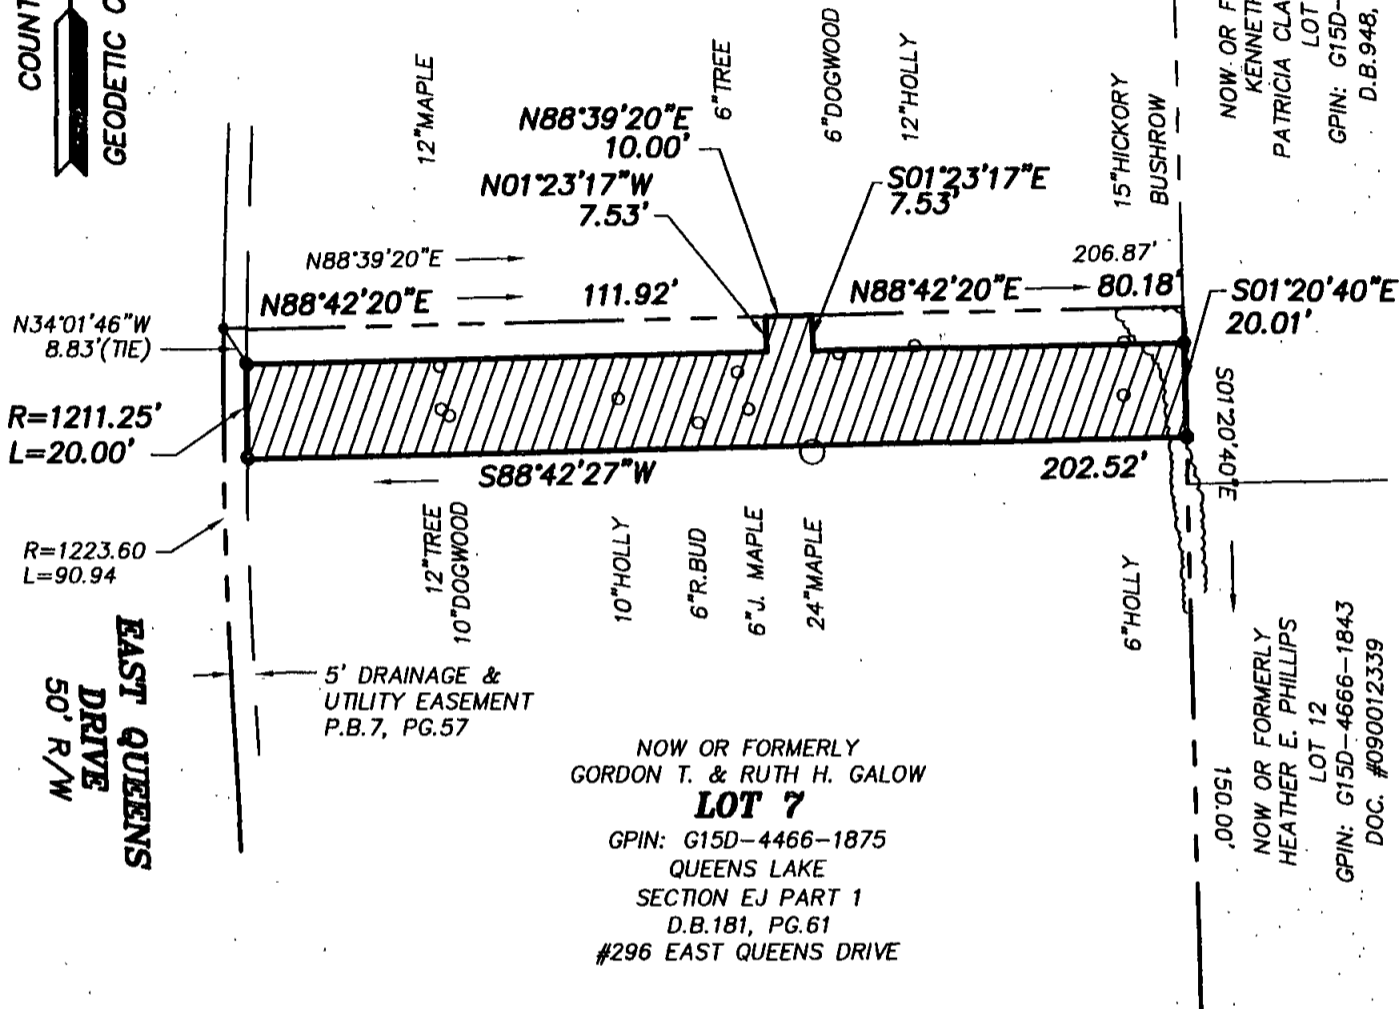 COUNT
GEODETIC C
12"MAPLE
6"TREE
6"DOGWOOD
12"HOLLY
15"HICKORY
BUSHROW
NOW OR F
KENNETH
PATRICIA CLA
LOT
GPIN: G15D-
D.B.948,
N88°39'20"E
10.00'
N01°23'17"W
7.53'
S01°23'17"E
7.53'
N88°39'20"E
206.87'
N88°42'20"E
111.92'
N88°42'20"E
80.18'
S01°20'40"E
20.01'
N34°01'46"W
8.83'(TIE)
R=1211.25'
L=20.00'
S88°42'27"W
202.52'
S01°20'40"E
150.00'
R=1223.60
L=90.94
12"TREE
10"DOGWOOD
10"HOLLY
6"R.BUD
6"J. MAPLE
24"MAPLE
6"HOLLY
EAST QUEENS
DRIVE
50' R/W
5' DRAINAGE &
UTILITY EASEMENT
P.B.7, PG.57
NOW OR FORMERLY
GORDON T. & RUTH H. GALOW
LOT 7
GPIN: G15D-4466-1875
QUEENS LAKE
SECTION EJ PART 1
D.B.181, PG.61
#296 EAST QUEENS DRIVE
NOW OR FORMERLY
HEATHER E. PHILLIPS
LOT 12
GPIN: G15D-4666-1843
DOC. #090012339